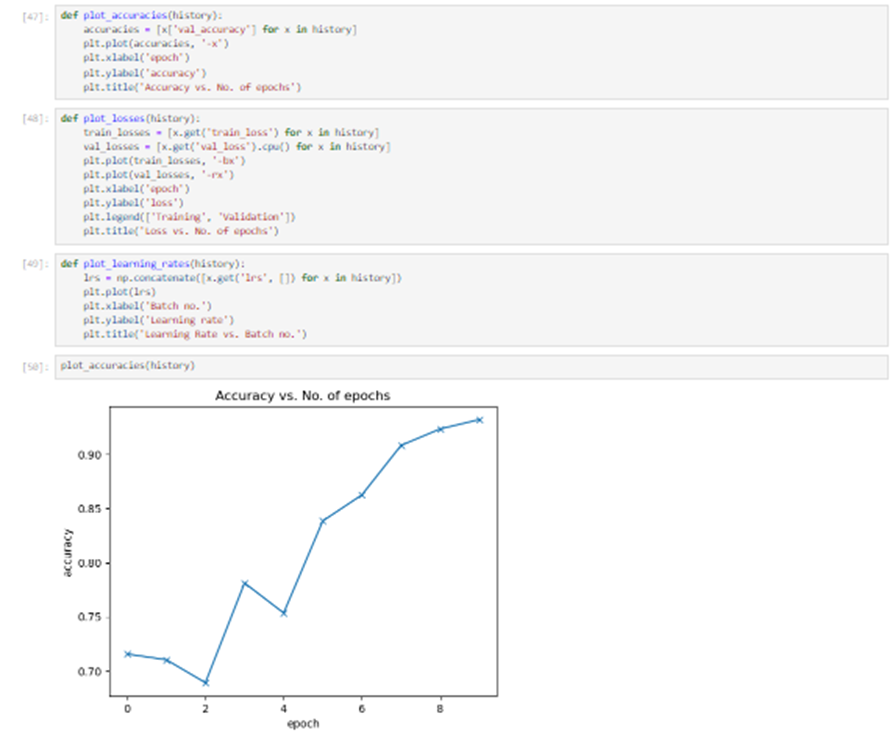 [47]: def plot_accuracies(history):
accuracies = [x['val_accuracy'] for x in history]
plt.plot(accuracies, '-x')
plt.xlabel('epoch')
plt.ylabel('accuracy')
plt.title('Accuracy vs. No. of epochs')
[48]: def plot_losses(history):
train_losses = [x.get('train_loss') for x in history]
val_losses = [x.get('val_loss').cpu() for x in history]
plt.plot(train_losses, '-bx')
plt.plot(val_losses, '-rx')
plt.xlabel('epoch')
plt.ylabel('loss')
plt.legend(['Training', 'Validation'])
plt.title('Loss vs. No. of epochs')
[49]: def plot_learning_rates(history):
lrs = np.concatenate([x.get('lrs', []) for x in history])
plt.plot(lrs)
plt.xlabel('Batch no.')
plt.ylabel('Learning rate')
plt.title('Learning Rate vs. Batch no.')
[50]: plot_accuracies(history)
Accuracy vs. No. of epochs
0.90
0.85
0.80
0.75
0.70
accuracy
0 2 4 6 8
epoch